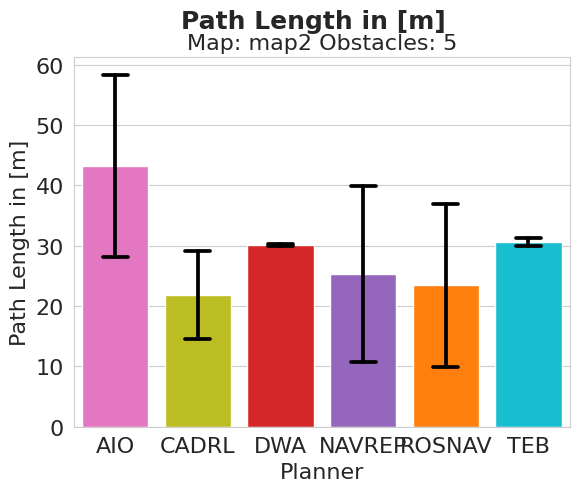 Path Length in [m]
Map: map2 Obstacles: 5
Path Length in [m]
60
50
40
30
20
10
0
AIO CADRL DWA NAVREP ROSNAV TEB
Planner